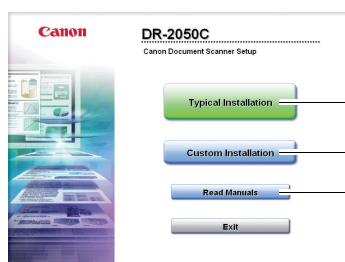 Canon
DR-2050C
Canon Document Scanner Setup
Typical Installation
Custom Installation
Read Manuals
Exit